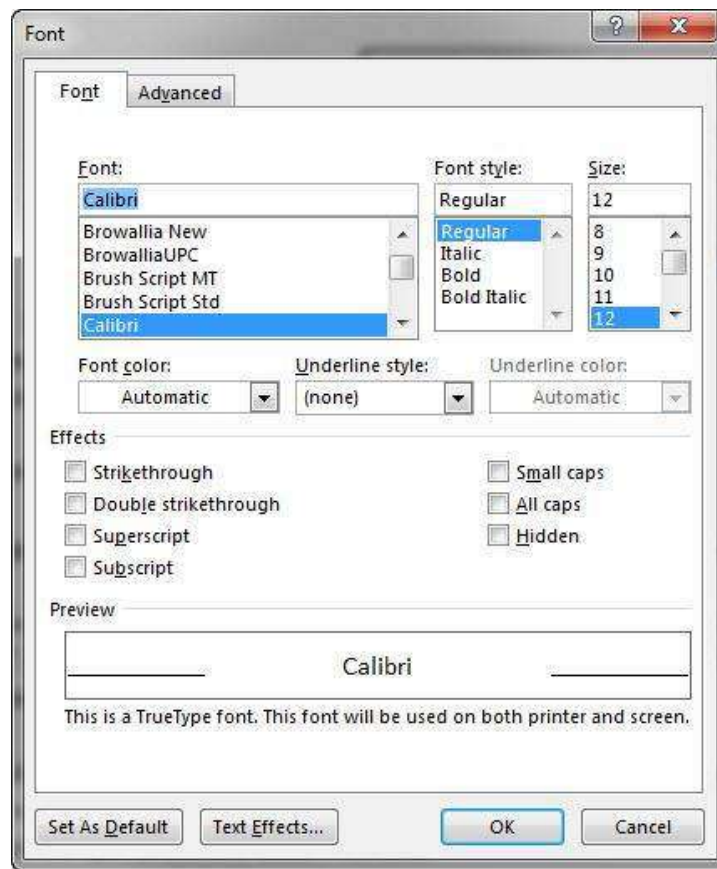 Font
?
X
Font Advanced
Font: Font style: Size:
Calibri Regular 12
Browallia New Regular 8
BrowalliaUPC Italic 9
Brush Script MT Bold 10
Brush Script Std Bold Italic 11
Calibri 12
Font color: Underline style: Underline color:
Automatic (none) Automatic
Effects
Strikethrough Small caps
Double strikethrough All caps
Superscript Hidden
Subscript
Preview
Calibri
This is a TrueType font. This font will be used on both printer and screen.
Set As Default Text Effects... OK Cancel